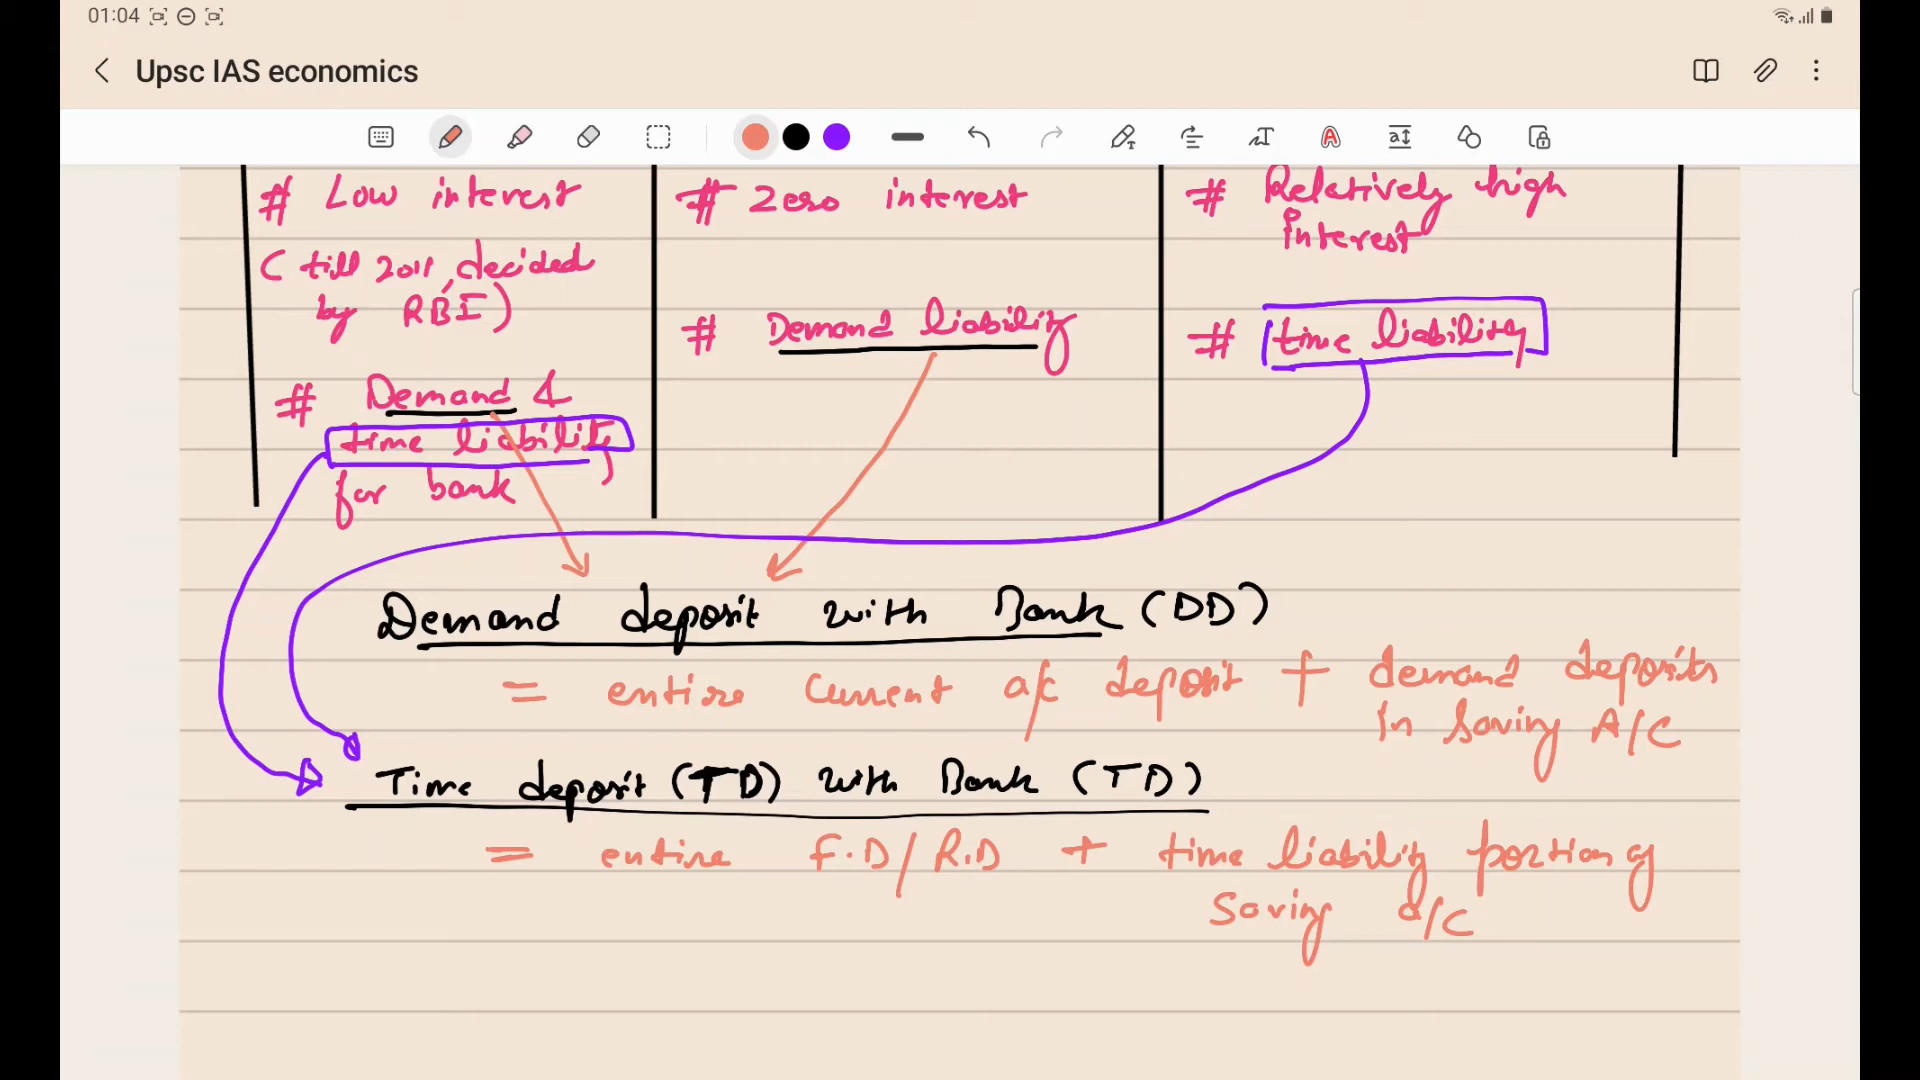 01:04
Upsc IAS economics
# Low interest
(till 2011 decided
by RBI)
# Demand &
time liability
for bank
# Zero interest
# Demand liability
# Relatively high
interest
# time liability
Demand deposit with Bank (DD)
= entire current a/c deposit + demand deposits
in saving A/C
Time deposit (TD) with Bank (TD)
= entire F.D/R.D + time liability portion of
Saving a/c